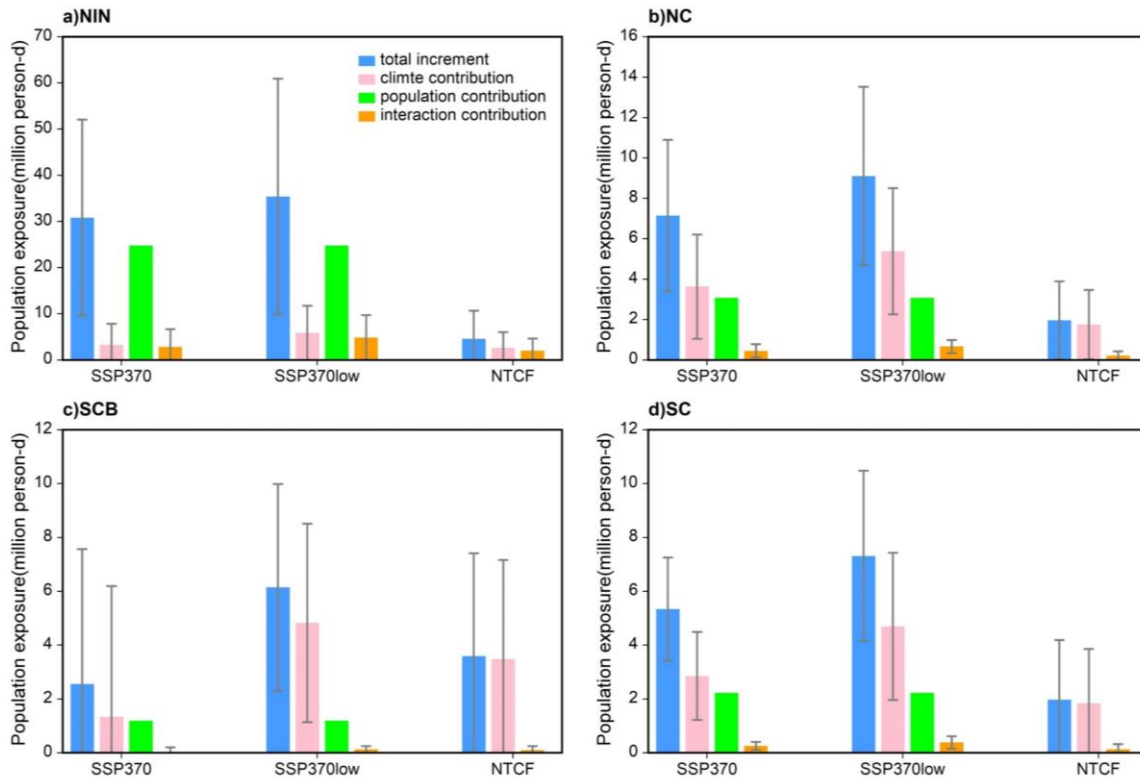 a)NIN
Population exposure(million person-d)
70
60
50
40
30
20
10
0
total increment
climte contribution
population contribution
interaction contribution
SSP370 SSP370low NTCF
b)NC
Population exposure(million person-d)
16
14
12
10
8
6
4
2
0
SSP370 SSP370low NTCF
c)SCB
Population exposure(million person-d)
12
10
8
6
4
2
0
SSP370 SSP370low NTCF
d)SC
Population exposure(million person-d)
12
10
8
6
4
2
0
SSP370 SSP370low NTCF